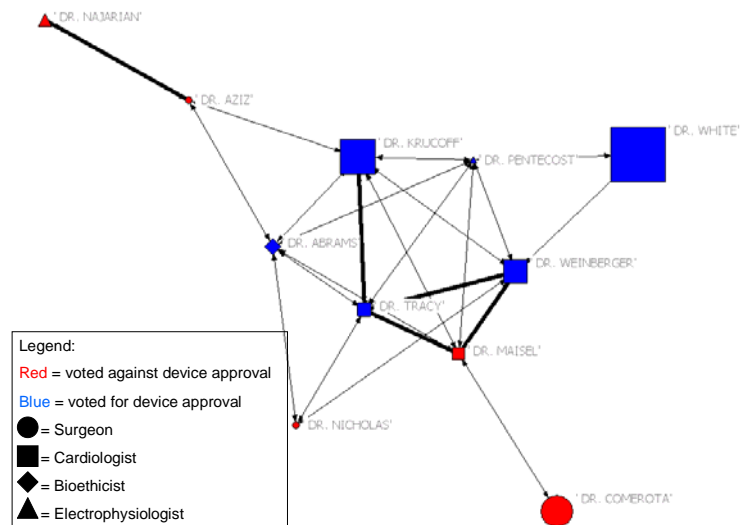 ' DR. NAJARIAN'
' DR. AZIZ'
' DR. KRUCOFF'
' DR. WHITE'
' DR. PENTECOST'
' DR. ABRAMS'
' DR. WEINBERGER'
' DR. TRACY'
' DR. MAISEL'
' DR. NICHOLAS'
' DR. COMEROTA'
Legend:
Red = voted against device approval
Blue = voted for device approval
= Surgeon
= Cardiologist
= Bioethicist
= Electrophysiologist